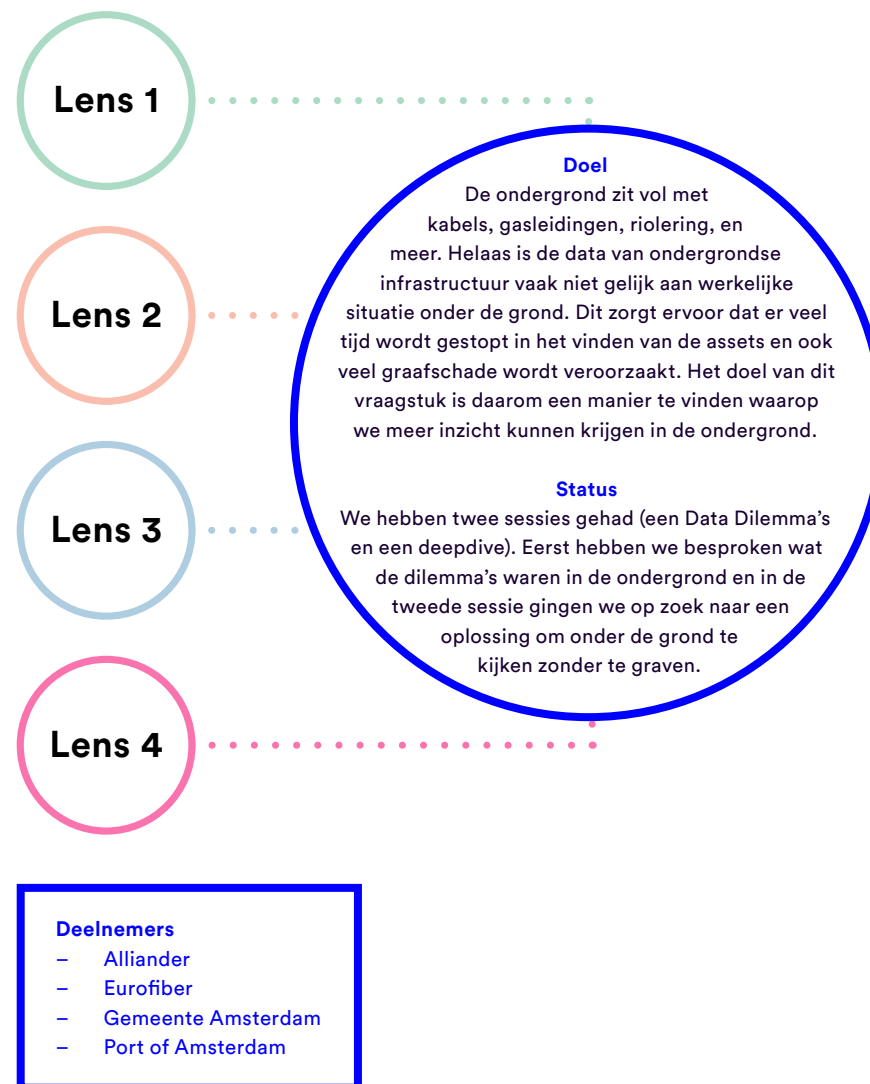 Lens 1
Lens 2
Lens 3
Lens 4
Doel
De ondergrond zit vol met
kabels, gasleidingen, riolering, en
meer. Helaas is de data van ondergrondse
infrastructuur vaak niet gelijk aan werkelijke
situatie onder de grond. Dit zorgt ervoor dat er veel
tijd wordt gestopt in het vinden van de assets en ook
veel graafschade wordt veroorzaakt. Het doel van dit
vraagstuk is daarom een manier te vinden waarop
we meer inzicht kunnen krijgen in de ondergrond.
Status
We hebben twee sessies gehad (een Data Dilemma’s
en een deepdive). Eerst hebben we besproken wat
de dilemma’s waren in de ondergrond en in de
tweede sessie gingen we op zoek naar een
oplossing om onder de grond te
kijken zonder te graven.
Deelnemers
– Alliander
– Eurofiber
– Gemeente Amsterdam
– Port of Amsterdam